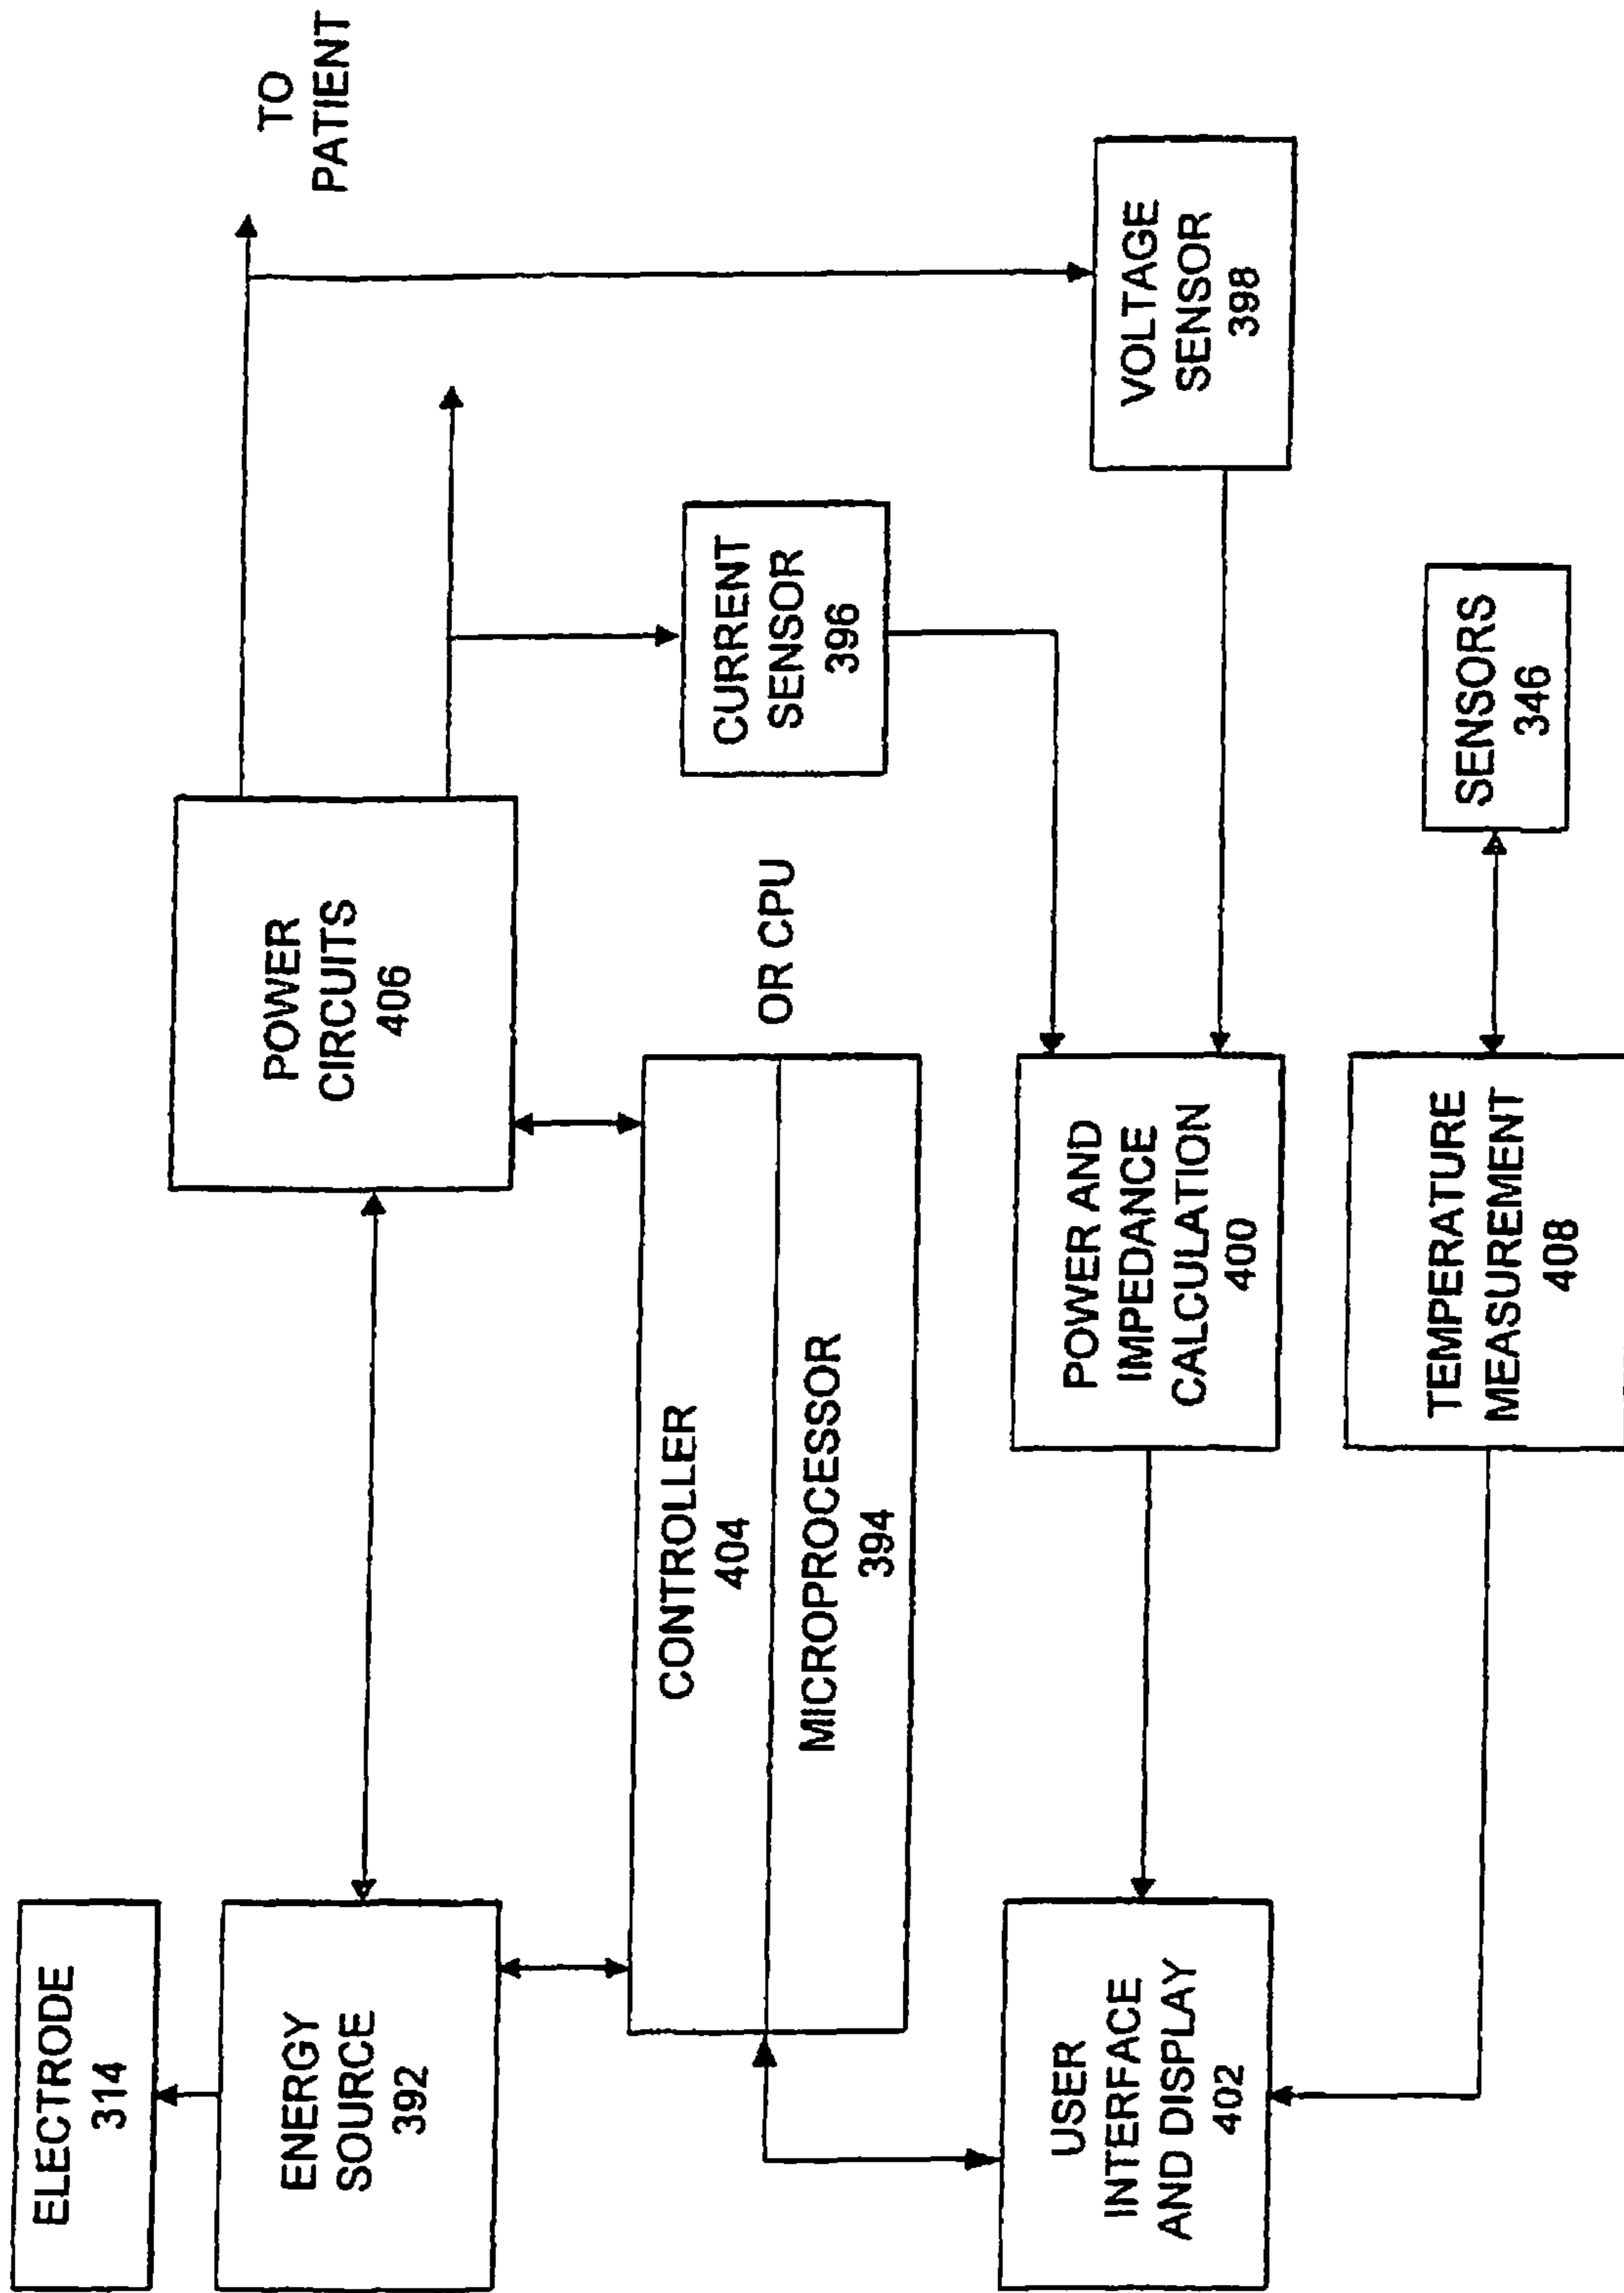 ELECTRODE
314
ENERGY
SOURCE
392
POWER
CIRCUITS
406
TO
PATIENT
CONTROLLER
404
MICROPROCESSOR
394
OR CPU
CURRENT
SENSOR
396
VOLTAGE
SENSOR
398
USER
INTERFACE
AND DISPLAY
402
POWER AND
IMPEDANCE
CALCULATION
400
TEMPERATURE
MEASUREMENT
408
SENSORS
346